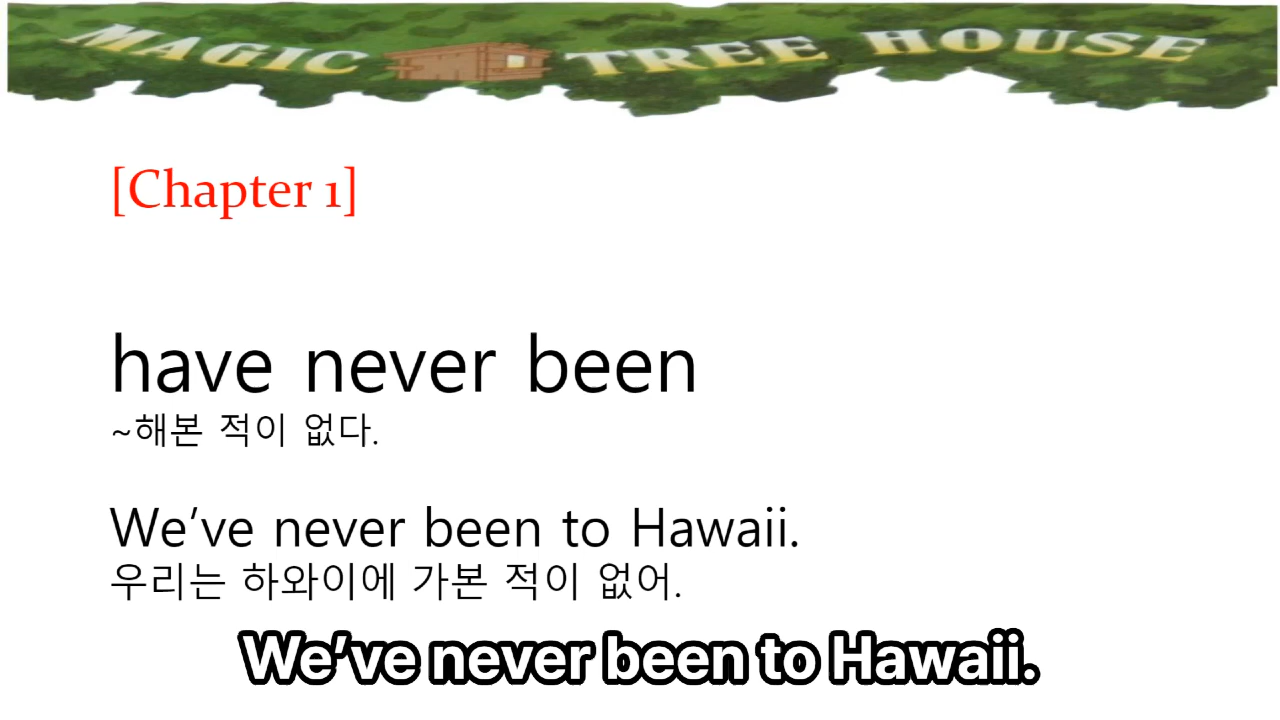 MAGIC TREE HOUSE
[Chapter 1]
have never been
~해본 적이 없다.
We’ve never been to Hawaii.
우리는 하와이에 가본 적이 없어.
We’ve never been to Hawaii.